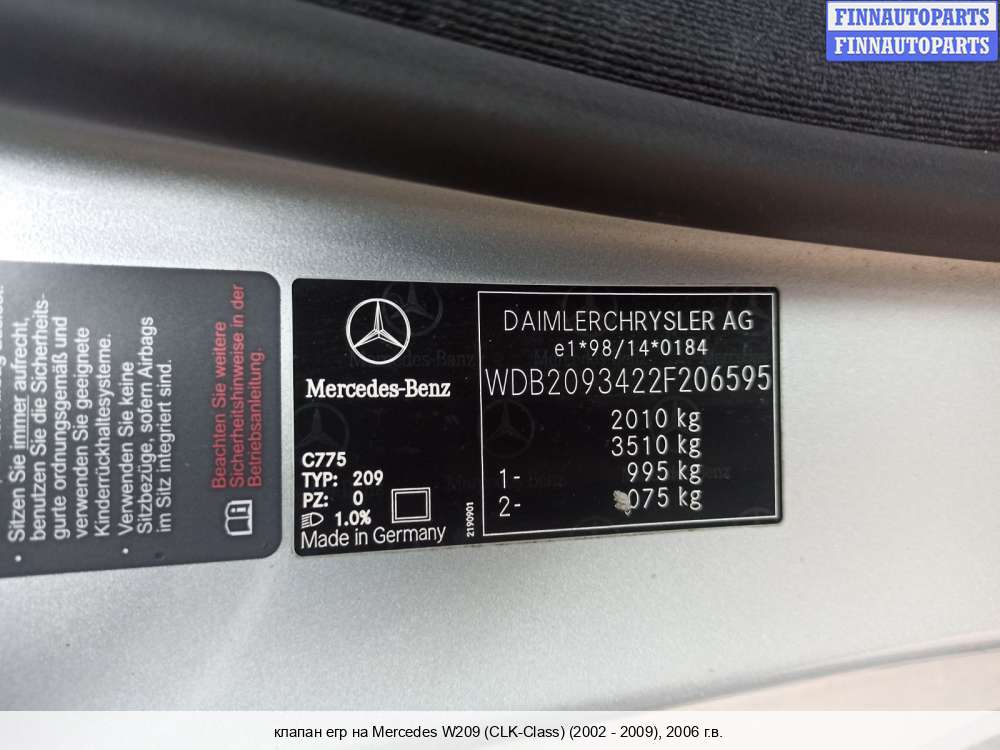 FINNAUTOPARTS
FINNAUTOPARTS
Sitzen Sie immer aufrecht,
benutzen Sie die Sicherheits-
gurte ordnungsgemäß und
verwenden Sie geeignete
Kinderrückhaltesysteme.
• Verwenden Sie keine
Sitzbezüge, sofern Airbags
im Sitz integriert sind.
Beachten Sie weitere
Sicherheitshinweise in der
Betriebsanleitung.
Mercedes-Benz
C775
TYP: 209
PZ: 0
1.0%
Made in Germany
2190901
DAIMLERCHRYSLER AG
e1*98/14*0184
WDB2093422F206595
2010 kg
3510 kg
1- 995 kg
2- 075 kg
клапан егр на Mercedes W209 (CLK-Class) (2002 - 2009), 2006 г.в.